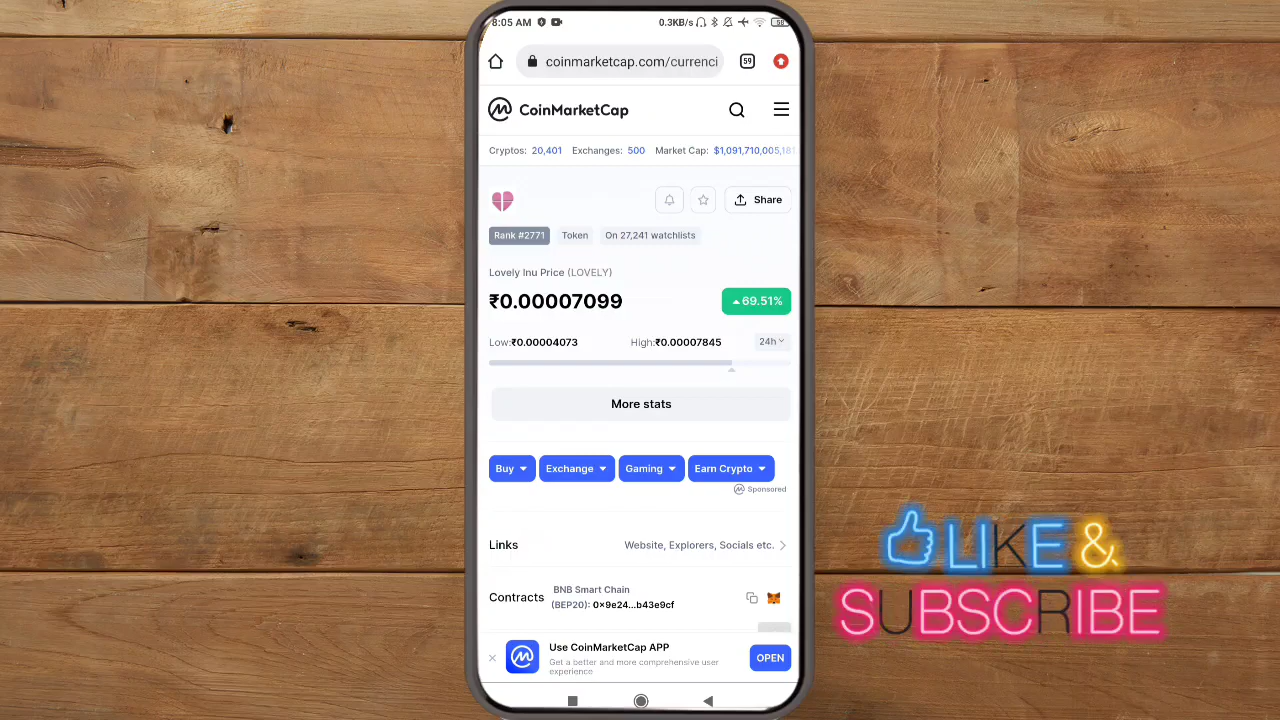 8:05 AM 0.3KB/s 58
coinmarketcap.com/currenci 59
CoinMarketCap
Cryptos: 20,401 Exchanges: 500 Market Cap: $1,091,710,005,181
Share
Rank #2771 Token On 27,241 watchlists
Lovely Inu Price (LOVELY)
₹0.00007099 69.51%
Low:₹0.00004073 High:₹0.00007845 24h
More stats
Buy Exchange Gaming Earn Crypto
Sponsored
Links Website, Explorers, Socials etc.
BNB Smart Chain
Contracts (BEP20): 0x9e24...b43e9cf
Use CoinMarketCap APP
Get a better and more comprehensive user
experience
OPEN
LIKE &
SUBSCRIBE